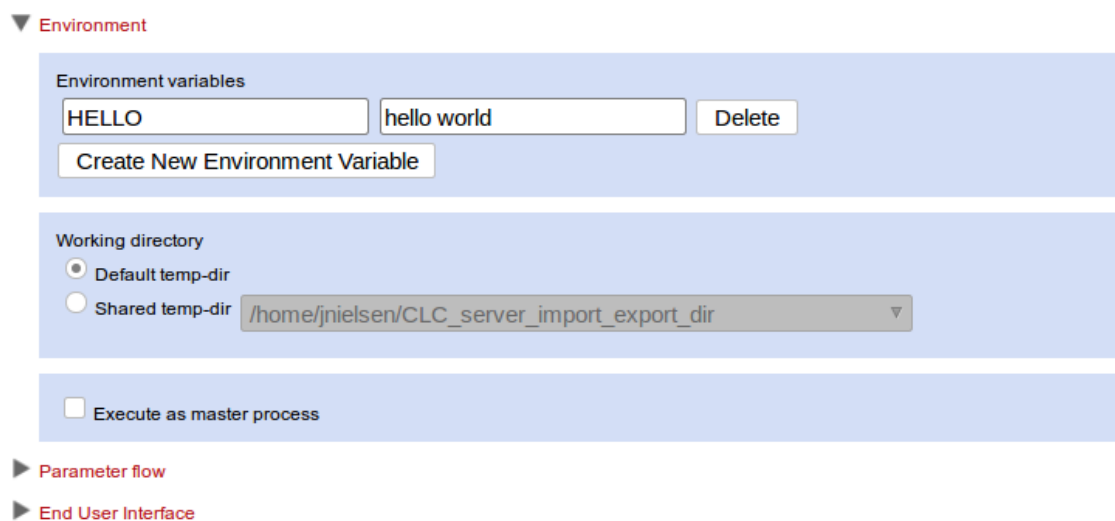 Environment
Environment variables
HELLO hello world Delete
Create New Environment Variable
Working directory
Default temp-dir
Shared temp-dir /home/jnielsen/CLC_server_import_export_dir
Execute as master process
Parameter flow
End User Interface